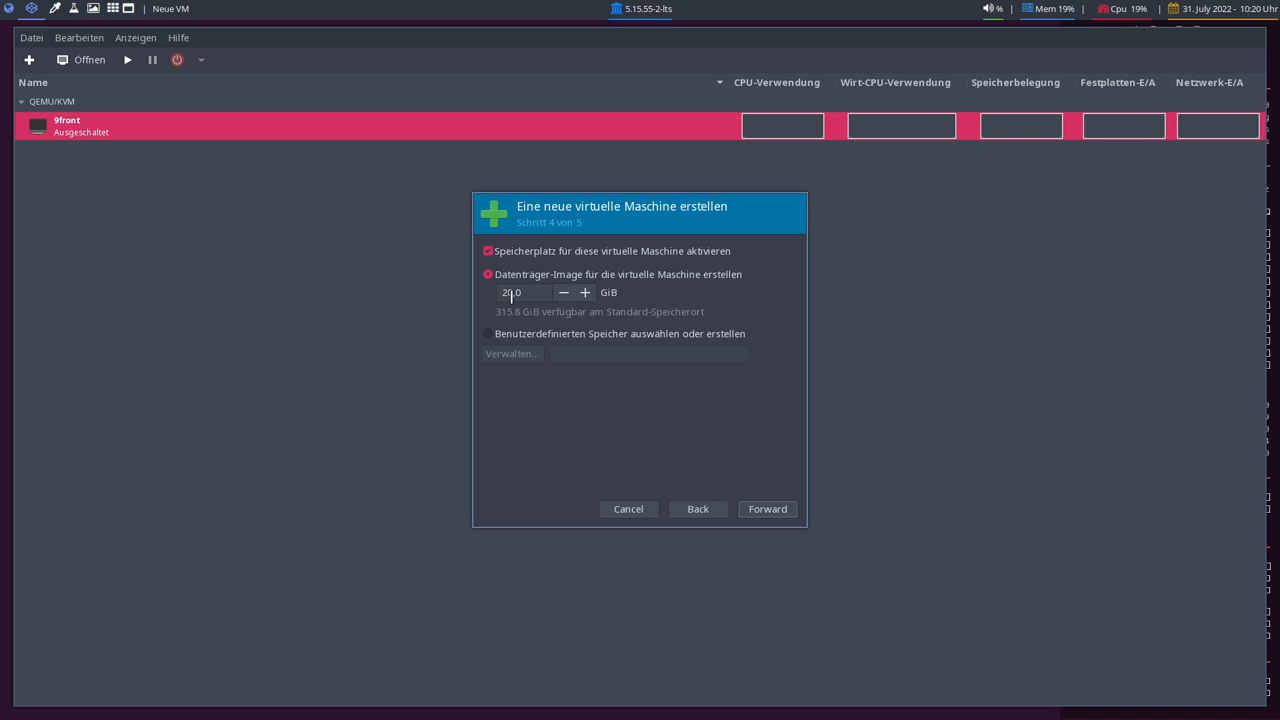 Neue VM
5.15.55-2-lts
%
Mem 19%
Cpu 19%
31. July 2022 - 10:20 Uhr
Datei Bearbeiten Anzeigen Hilfe
Öffnen
Name CPU-Verwendung Wirt-CPU-Verwendung Speicherbelegung Festplatten-E/A Netzwerk-E/A
QEMU/KVM
9front
Ausgeschaltet
Eine neue virtuelle Maschine erstellen
Schritt 4 von 5
Speicherplatz für diese virtuelle Maschine aktivieren
Datenträger-Image für die virtuelle Maschine erstellen
20,0 GiB
315.8 GiB verfügbar am Standard-Speicherort
Benutzerdefinierten Speicher auswählen oder erstellen
Verwalten...
Cancel Back Forward